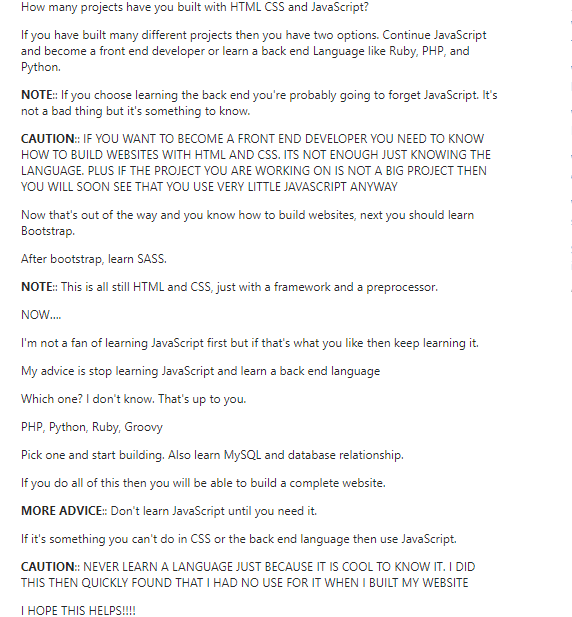 How many projects have you built with HTML CSS and JavaScript?
If you have built many different projects then you have two options. Continue JavaScript
and become a front end developer or learn a back end Language like Ruby, PHP, and
Python.
NOTE:: If you choose learning the back end you're probably going to forget JavaScript. It's
not a bad thing but it's something to know.
CAUTION:: IF YOU WANT TO BECOME A FRONT END DEVELOPER YOU NEED TO KNOW
HOW TO BUILD WEBSITES WITH HTML AND CSS. ITS NOT ENOUGH JUST KNOWING THE
LANGUAGE. PLUS IF THE PROJECT YOU ARE WORKING ON IS NOT A BIG PROJECT THEN
YOU WILL SOON SEE THAT YOU USE VERY LITTLE JAVASCRIPT ANYWAY
Now that's out of the way and you know how to build websites, next you should learn
Bootstrap.
After bootstrap, learn SASS.
NOTE:: This is all still HTML and CSS, just with a framework and a preprocessor.
NOW....
I'm not a fan of learning JavaScript first but if that's what you like then keep learning it.
My advice is stop learning JavaScript and learn a back end language
Which one? I don't know. That's up to you.
PHP, Python, Ruby, Groovy
Pick one and start building. Also learn MySQL and database relationship.
If you do all of this then you will be able to build a complete website.
MORE ADVICE:: Don't learn JavaScript until you need it.
If it's something you can't do in CSS or the back end language then use JavaScript.
CAUTION:: NEVER LEARN A LANGUAGE JUST BECAUSE IT IS COOL TO KNOW IT. I DID
THIS THEN QUICKLY FOUND THAT I HAD NO USE FOR IT WHEN I BUILT MY WEBSITE
I HOPE THIS HELPS!!!!